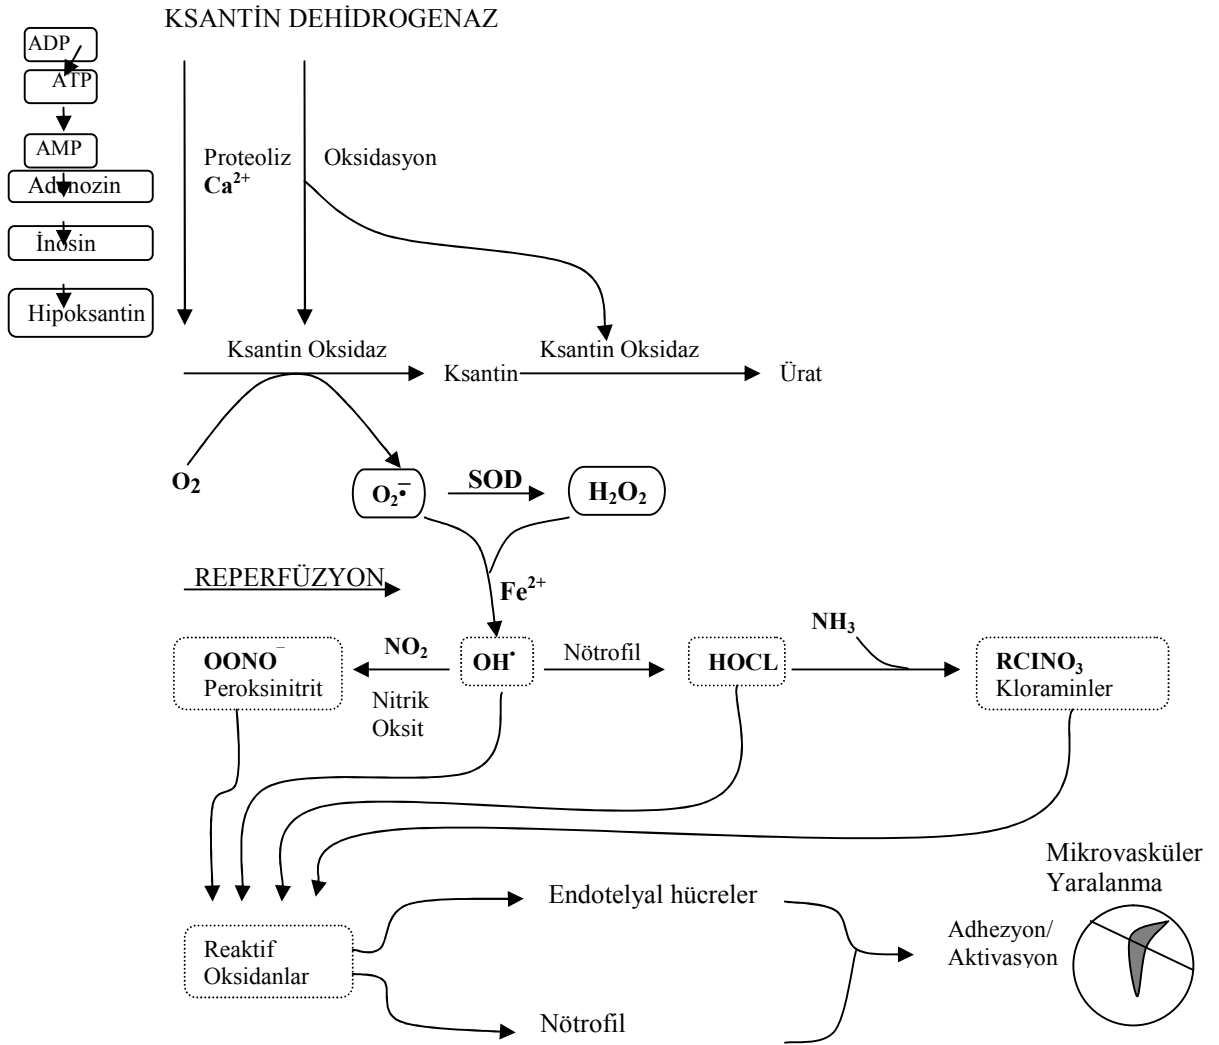 KSANTİN DEHİDROGENAZ
ADP
ATP
AMP
Adenozin
İnosin
Hipoksantin
Proteoliz
Ca²⁺
Oksidasyon
Ksantin Oksidaz
Ksantin
Ksantin Oksidaz
Ürat
O₂
O₂•⁻
SOD
H₂O₂
REPERFÜZYON
Fe²⁺
OONO⁻
Peroksinitrit
NO₂
Nitrik
Oksit
OH•
Nötrofil
HOCL
NH₃
RCINO₃
Kloraminler
Reaktif
Oksidanlar
Endotelyal hücreler
Nötrofil
Adhezyon/
Aktivasyon
Mikrovasküler
Yaralanma